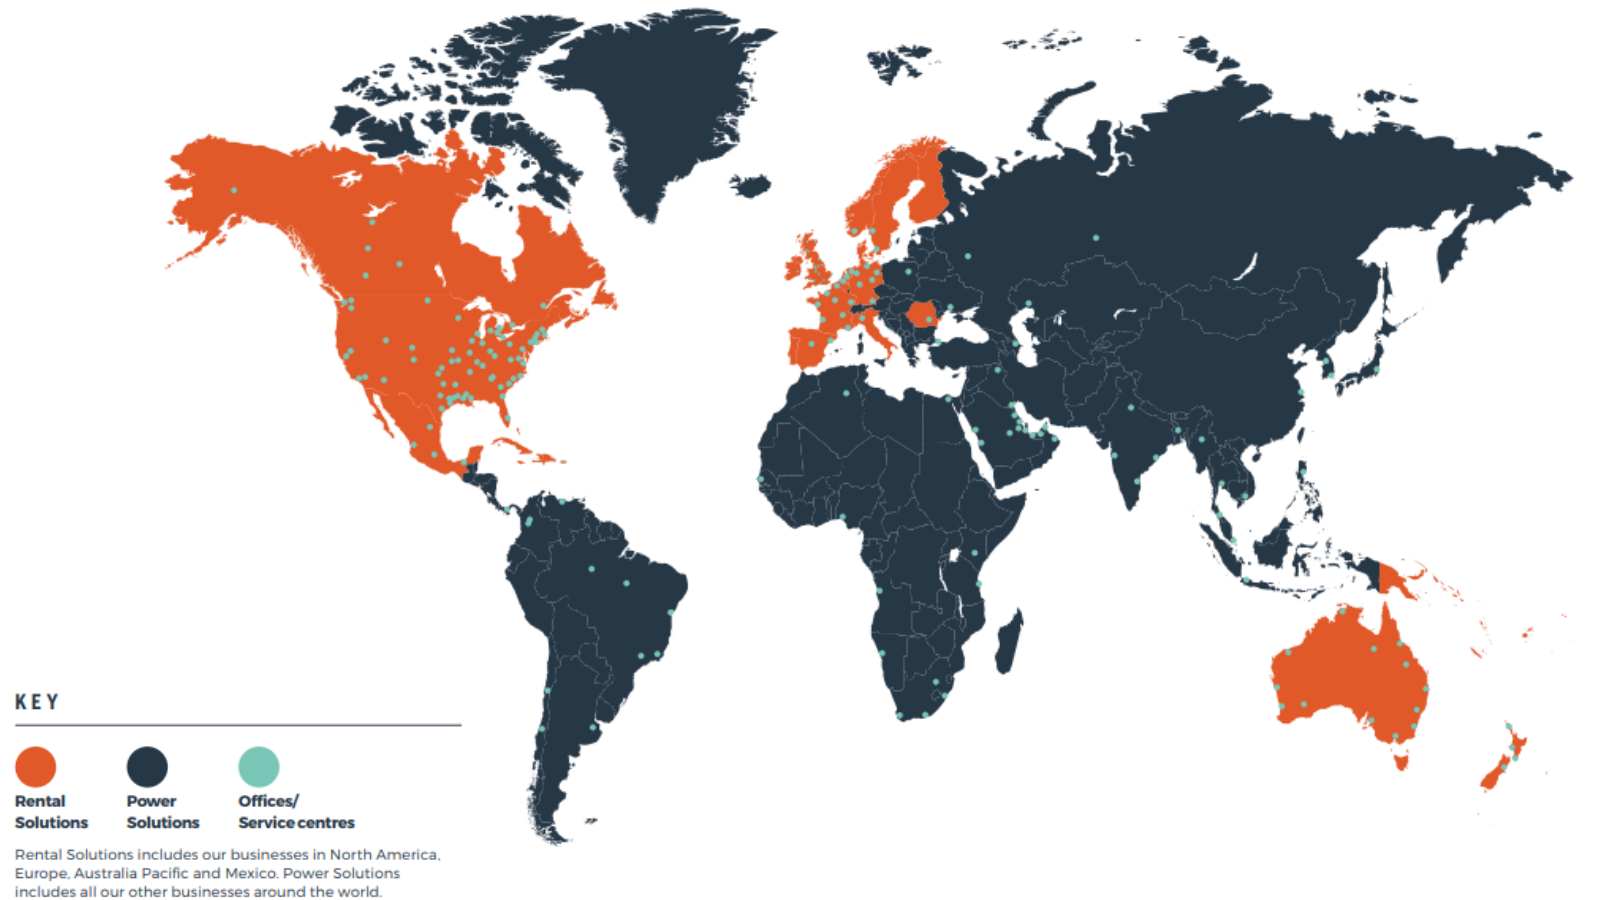 KEY
Rental
Solutions
Power
Solutions
Offices/
Service centres
Rental Solutions includes our businesses in North America,
Europe, Australia Pacific and Mexico. Power Solutions
includes all our other businesses around the world.